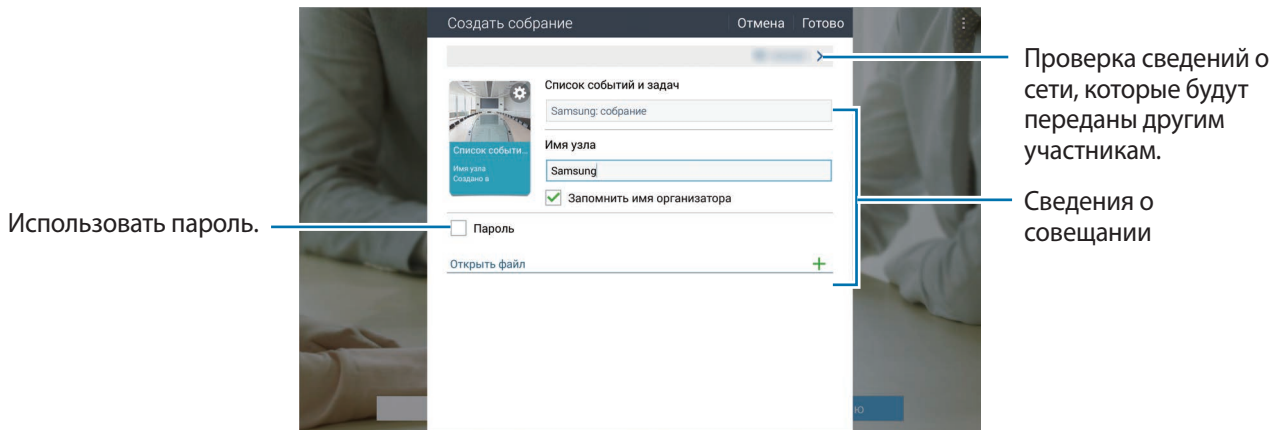 Создать собрание
Отмена
Готово
Список событий и задач
Samsung: собрание
Имя узла
Samsung
Запомнить имя организатора
Список событи...
Имя узла
Создано в
Пароль
Открыть файл
ю
Использовать пароль.
Проверка сведений о
сети, которые будут
переданы другим
участникам.
Сведения о
совещании